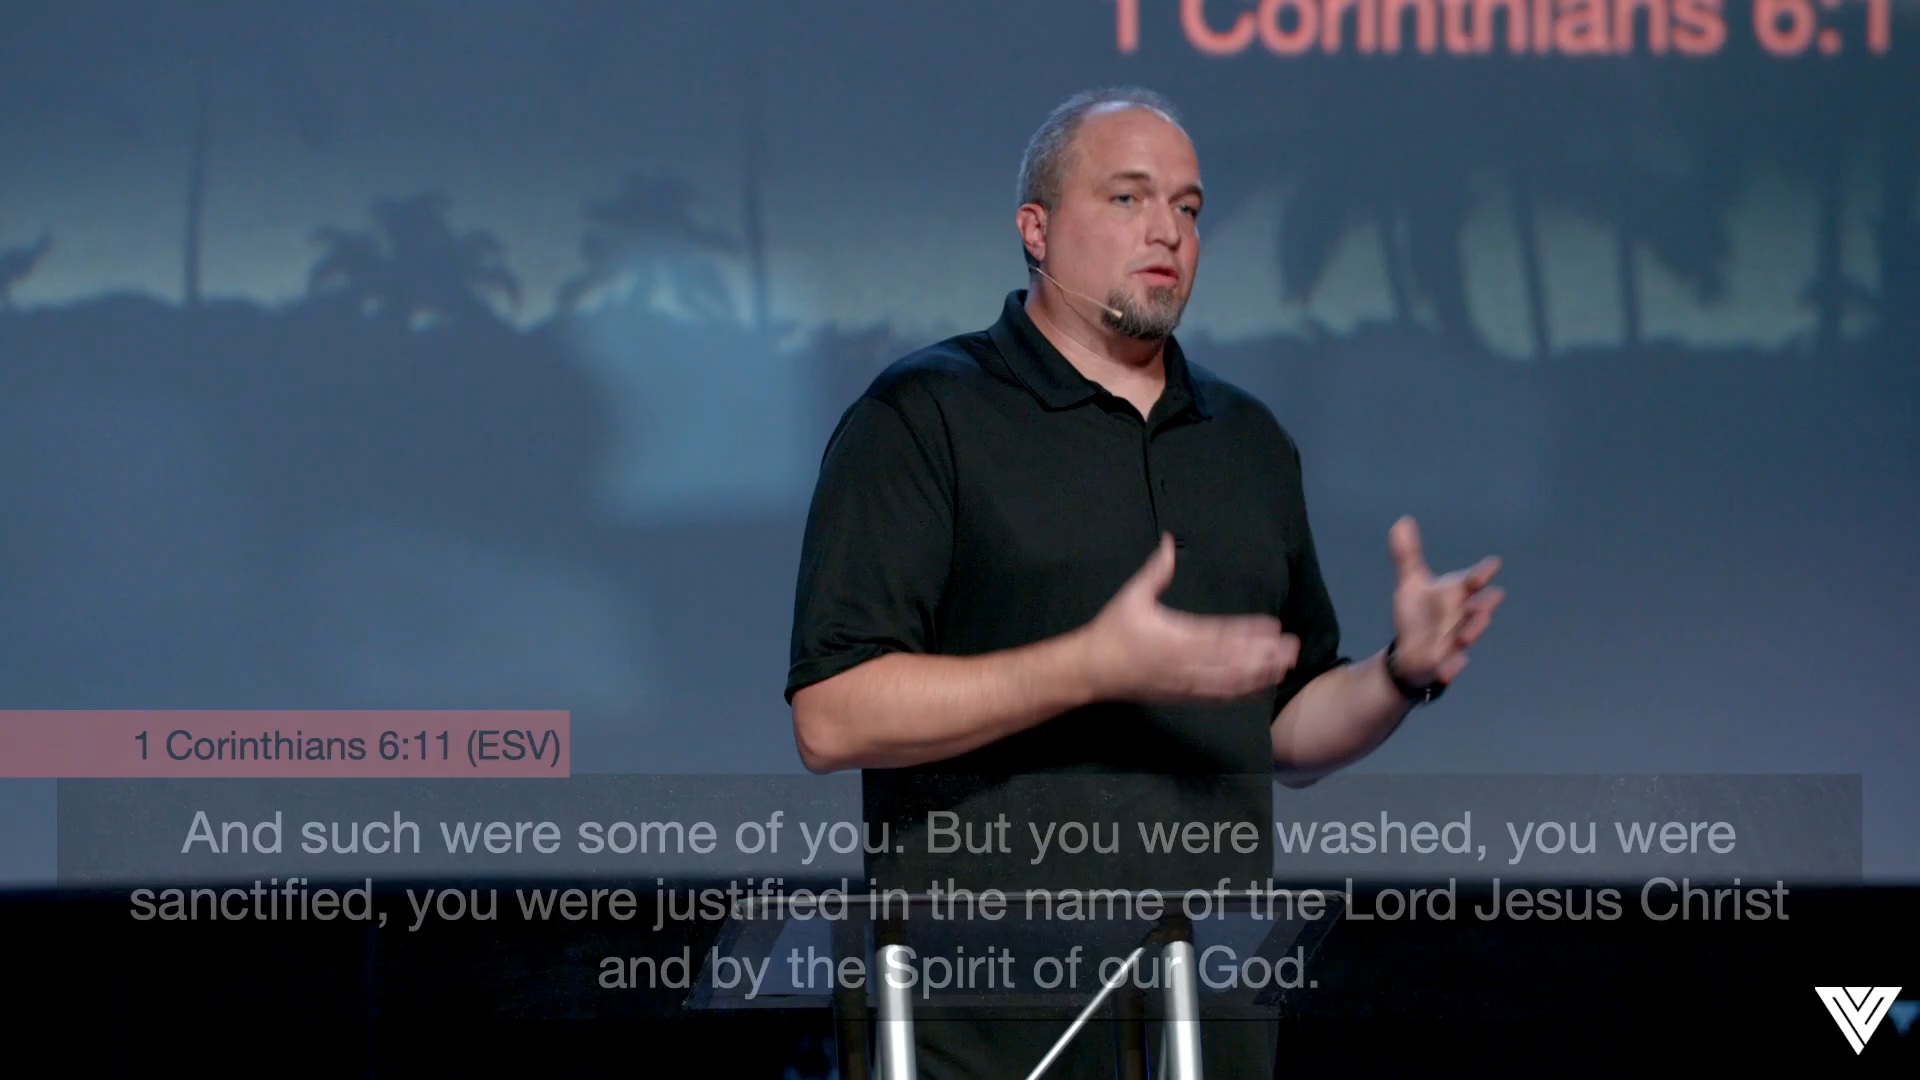 1 Corinthians 6:1
1 Corinthians 6:11 (ESV)
And such were some of you. But you were washed, you were
sanctified, you were justified in the name of the Lord Jesus Christ
and by the Spirit of our God.